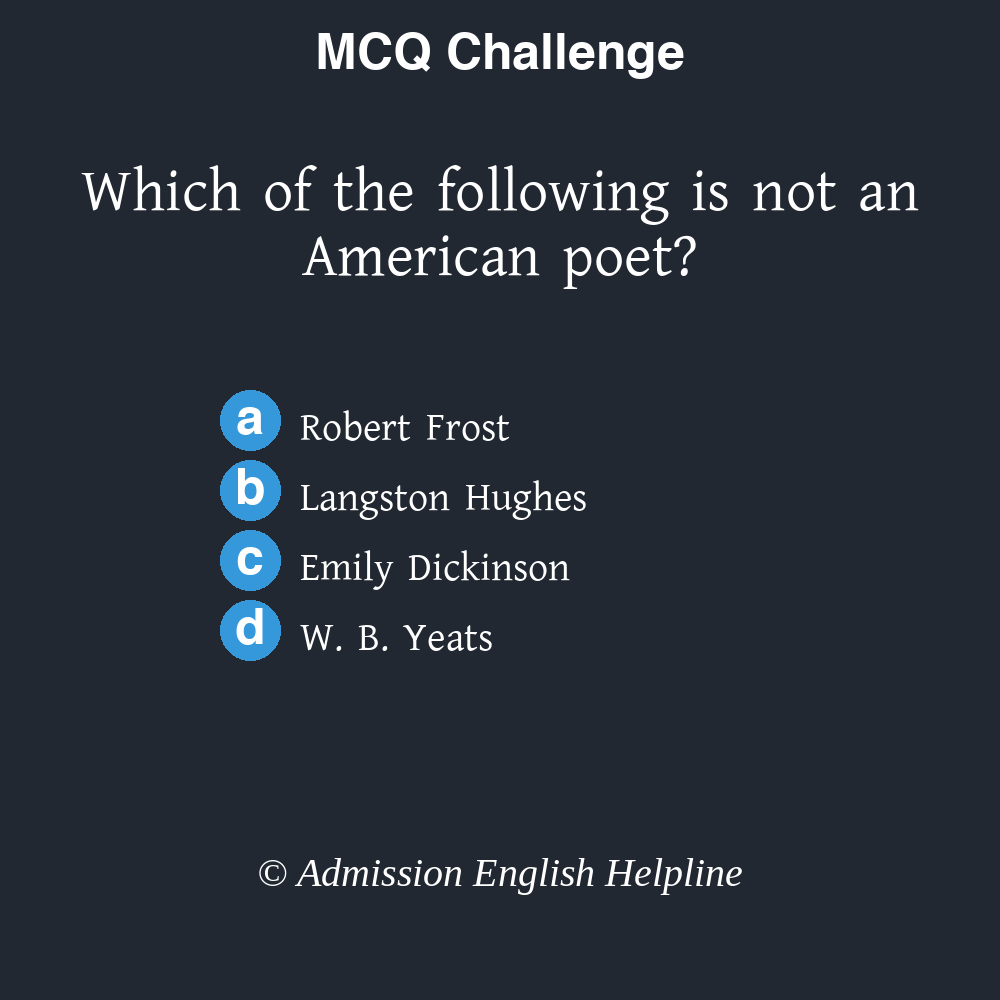 MCQ Challenge
Which of the following is not an
American poet?
a Robert Frost
b Langston Hughes
c Emily Dickinson
d W. B. Yeats
© Admission English Helpline